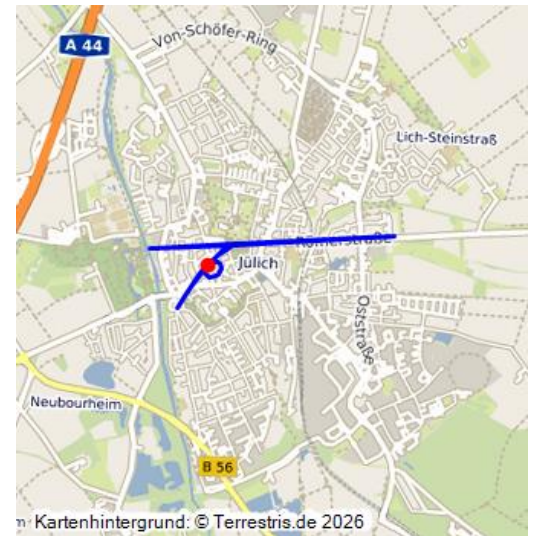 Von-Schöfer-Ring
A 44
Lich-Steinstraß
Römerstraße
Jülich
Oststraße
Neubourheim
B 56
m Kartenhintergrund: © Terrestris.de 2026